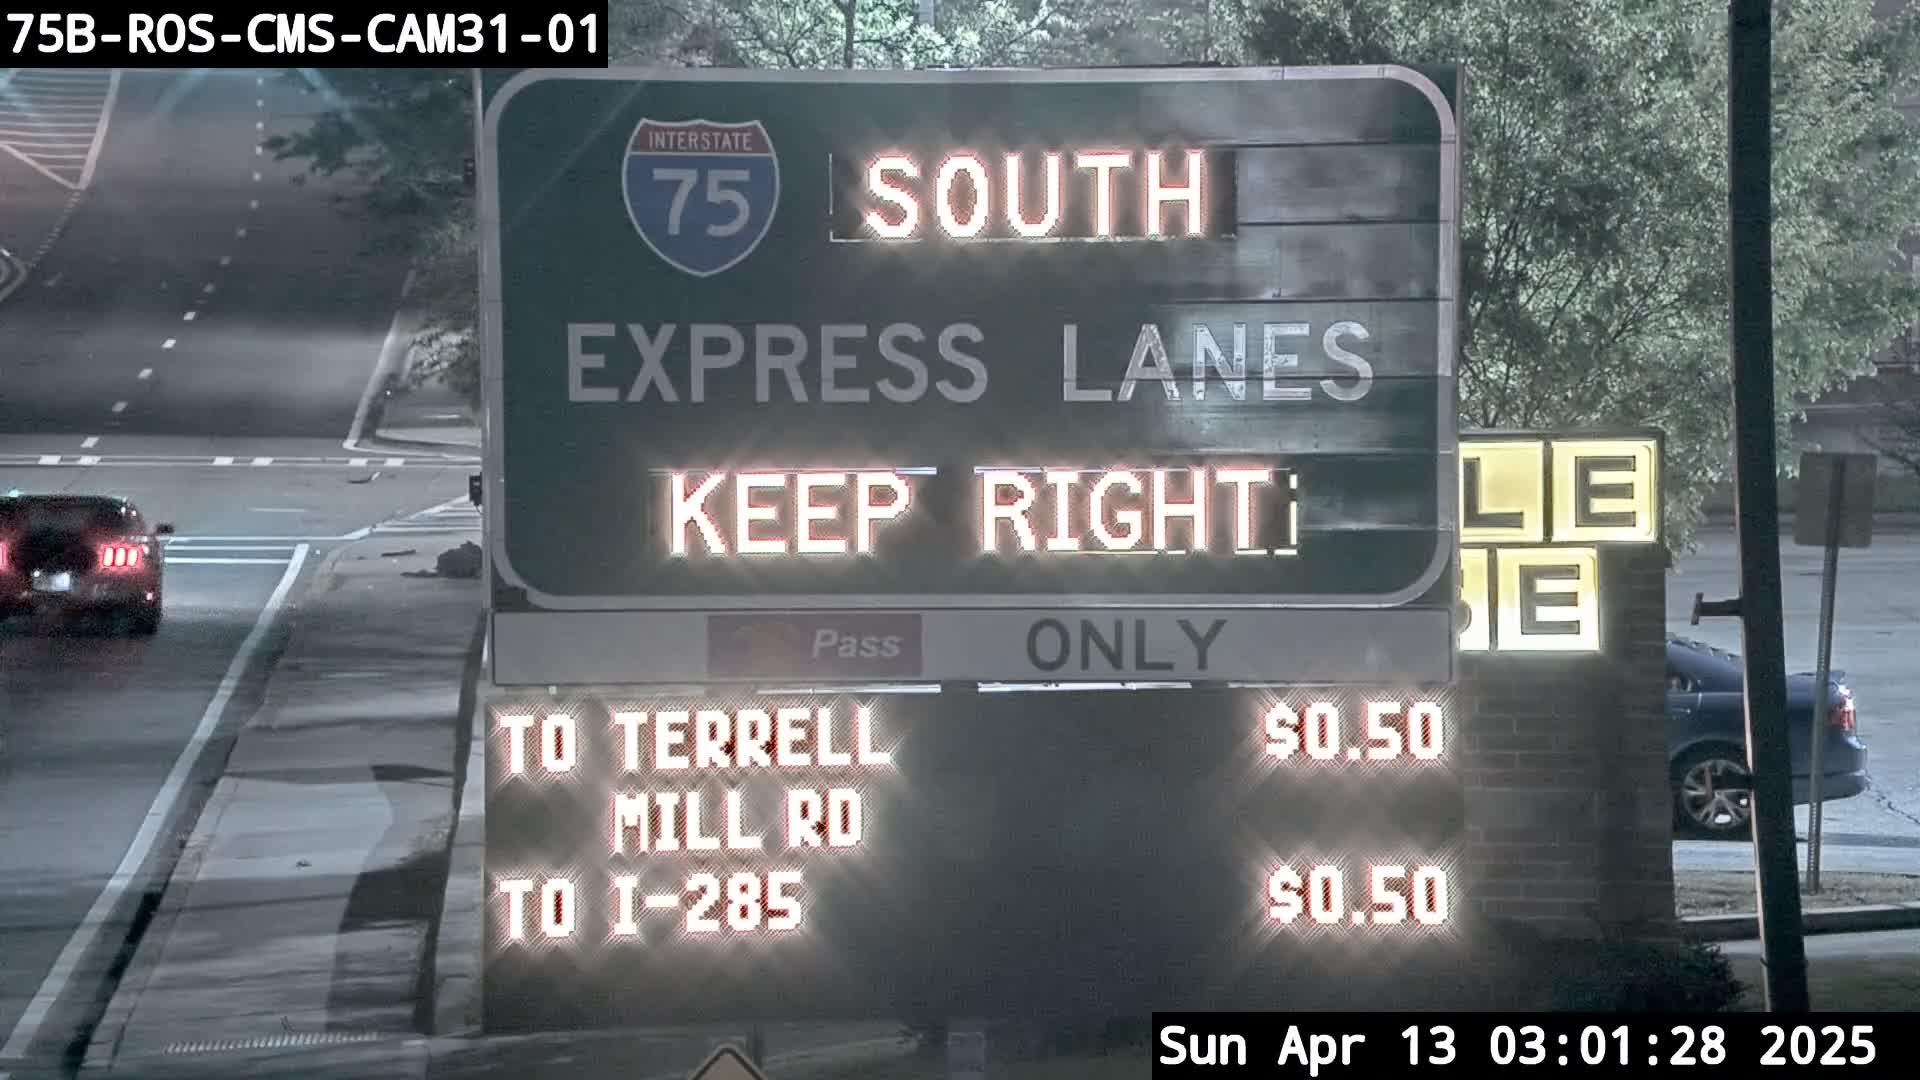 75B-ROS-CMS-CAM31-01
INTERSTATE
75
SOUTH
EXPRESS LANES
KEEP RIGHT
Pass ONLY
TO TERRELL $0.50
MILL RD
TO I-285 $0.50
LE
E
Sun Apr 13 03:01:28 2025